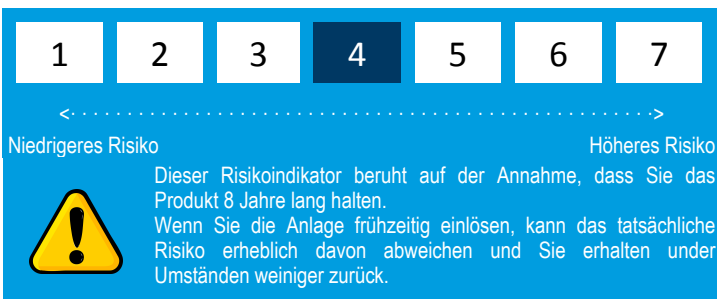 1 2 3 4 5 6 7
<· · · · · · · · · · · · · · · · · · · · · · · · · · · · · · · · · · · · · · · · · · · · · · · · · · · ·>
Niedrigeres Risiko Höheres Risiko
Dieser Risikoindikator beruht auf der Annahme, dass Sie das
Produkt 8 Jahre lang halten.
Wenn Sie die Anlage frühzeitig einlösen, kann das tatsächliche
Risiko erheblich davon abweichen und Sie erhalten under
Umständen weiniger zurück.
!